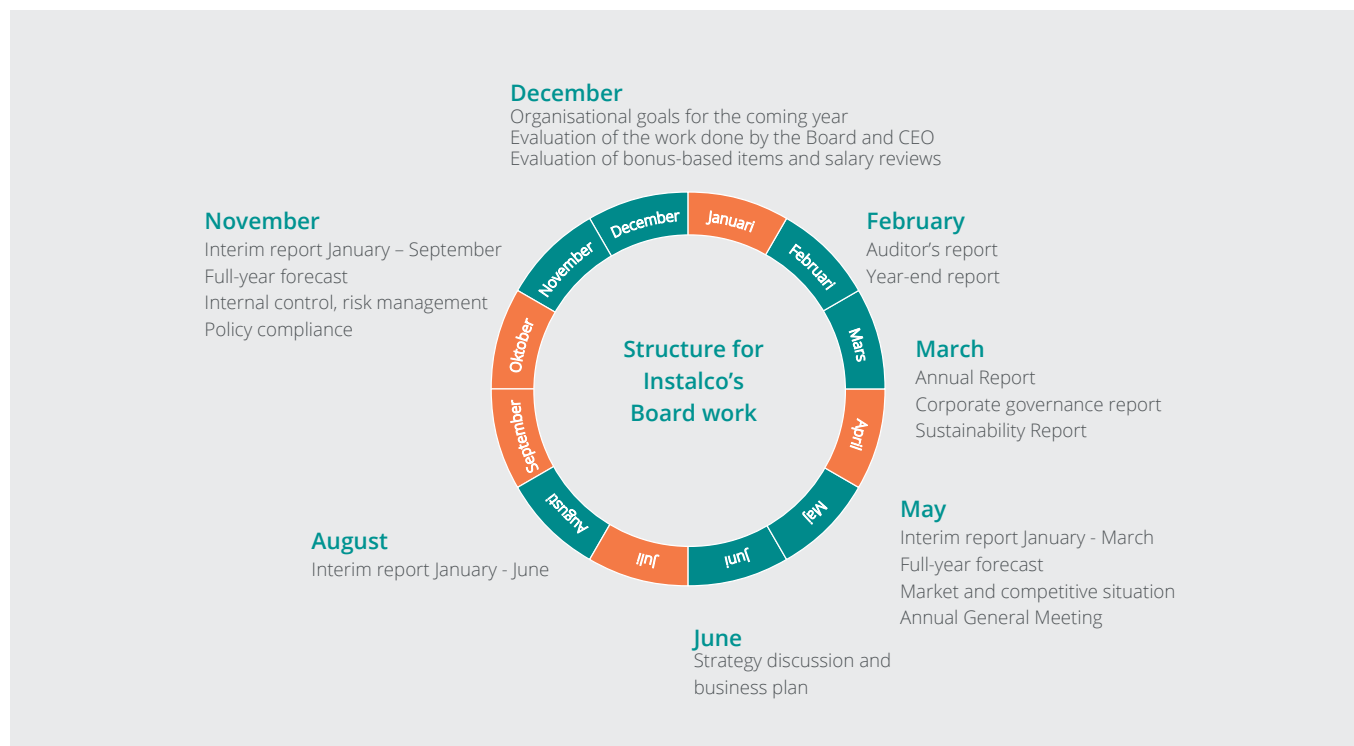 December
Organisational goals for the coming year
Evaluation of the work done by the Board and CEO
Evaluation of bonus-based items and salary reviews
November
Interim report January – September
Full-year forecast
Internal control, risk management
Policy compliance
February
Auditor's report
Year-end report
Januari
Februari
Mars
April
Maj
Juni
Juli
Augusti
September
Oktober
November
December
Structure for
Instalco's
Board work
March
Annual Report
Corporate governance report
Sustainability Report
May
Interim report January - March
Full-year forecast
Market and competitive situation
Annual General Meeting
August
Interim report January - June
June
Strategy discussion and
business plan